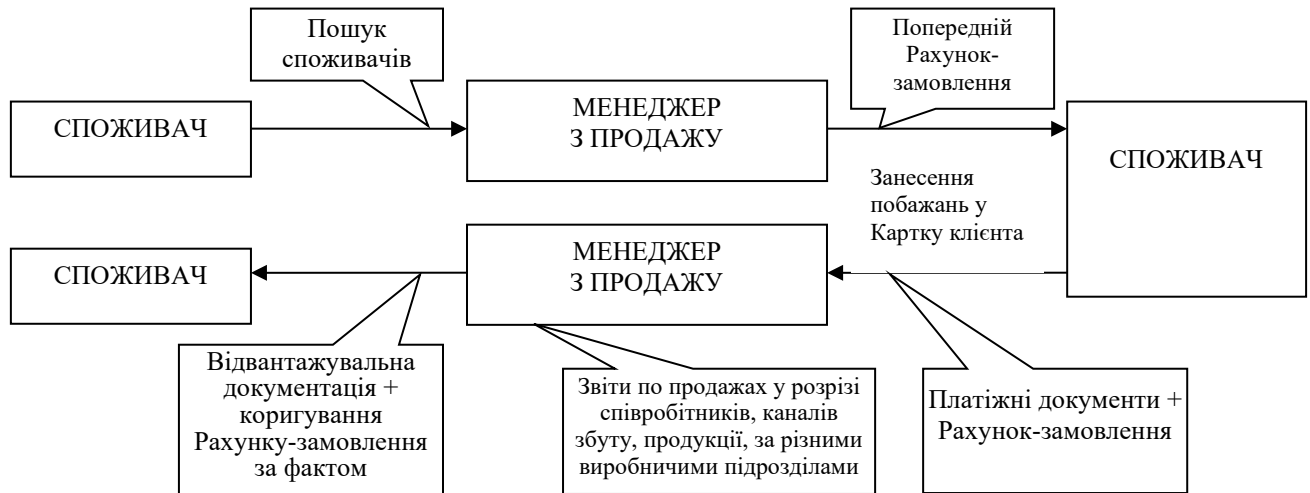 Пошук
споживачів
Попередній
Рахунок-
замовлення
СПОЖИВАЧ
МЕНЕДЖЕР
З ПРОДАЖУ
СПОЖИВАЧ
Занесення
побажань у
Картку клієнта
СПОЖИВАЧ
МЕНЕДЖЕР
З ПРОДАЖУ
Відвантажувальна
документація +
коригування
Рахунку-замовлення
за фактом
Звіти по продажах у розрізі
співробітників, каналів
збуту, продукції, за різними
виробничими підрозділами
Платіжні документи +
Рахунок-замовлення